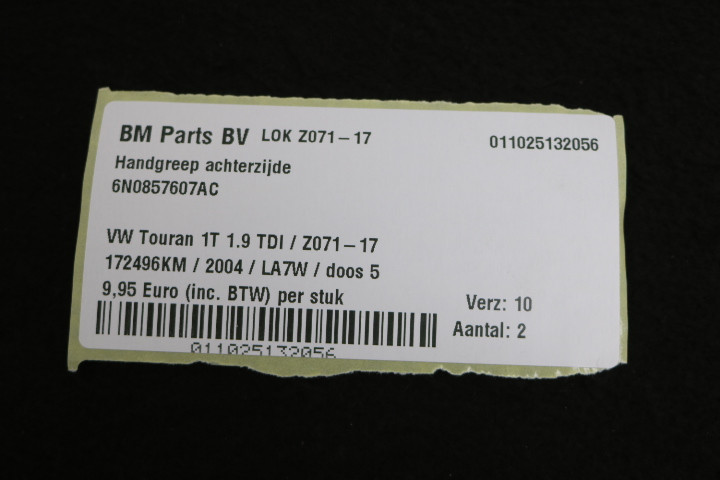 BM Parts BV LOK Z071-17 011025132056
Handgreep achterzijde
6N0857607AC
VW Touran 1T 1.9 TDI / Z071-17
172496KM / 2004 / LA7W / doos 5
9,95 Euro (inc. BTW) per stuk
Verz: 10
Aantal: 2
011025132056